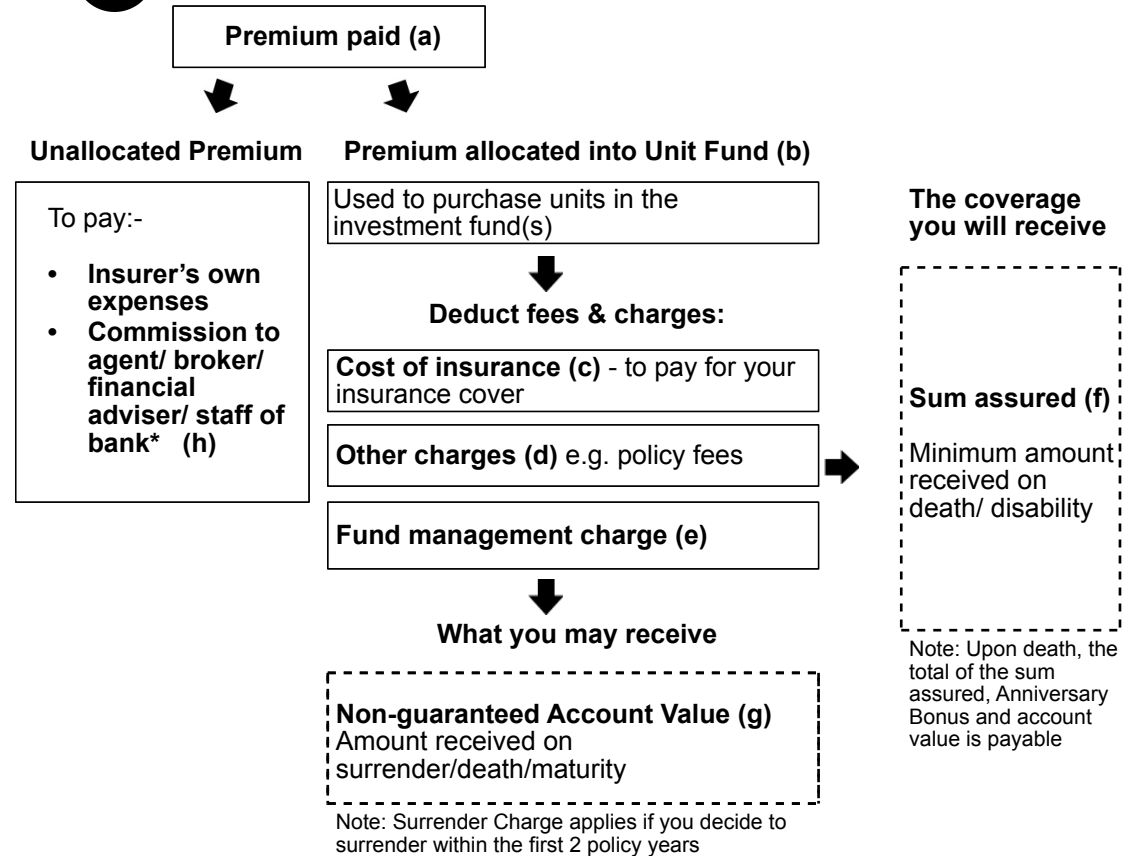 Premium paid (a)
Unallocated Premium
To pay:-
• Insurer's own
expenses
• Commission to
agent/ broker/
financial
adviser/ staff of
bank* (h)
Premium allocated into Unit Fund (b)
Used to purchase units in the
investment fund(s)
Deduct fees & charges:
Cost of insurance (c) - to pay for your
insurance cover
Other charges (d) e.g. policy fees
Fund management charge (e)
What you may receive
Non-guaranteed Account Value (g)
Amount received on
surrender/death/maturity
Note: Surrender Charge applies if you decide to
surrender within the first 2 policy years
The coverage
you will receive
Sum assured (f)
Minimum amount
received on
death/ disability
Note: Upon death, the
total of the sum
assured, Anniversary
Bonus and account
value is payable